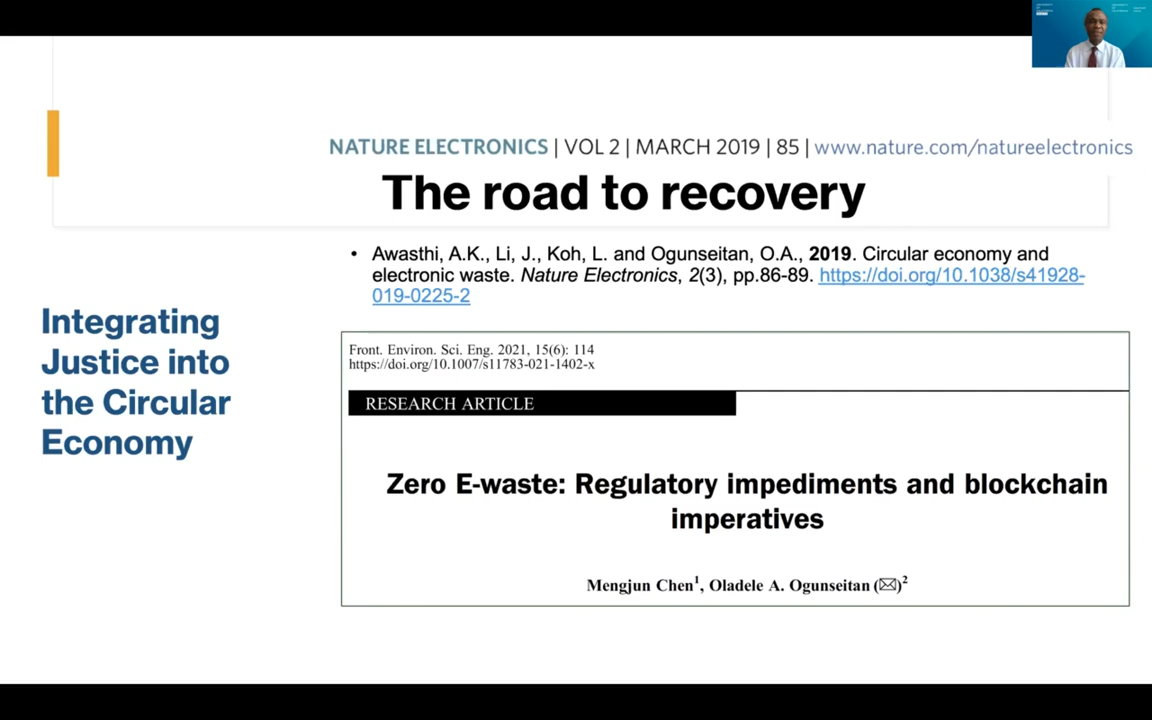 NATURE ELECTRONICS | VOL 2 | MARCH 2019 | 85 | www.nature.com/natureelectronics
The road to recovery
• Awasthi, A.K., Li, J., Koh, L. and Ogunseitan, O.A., 2019. Circular economy and
electronic waste. Nature Electronics, 2(3), pp.86-89. https://doi.org/10.1038/s41928-
019-0225-2
Integrating
Justice into
the Circular
Economy
Front. Environ. Sci. Eng. 2021, 15(6): 114
https://doi.org/10.1007/s11783-021-1402-x
RESEARCH ARTICLE
Zero E-waste: Regulatory impediments and blockchain
imperatives
Mengjun Chen1, Oladele A. Ogunseitan (✉)2